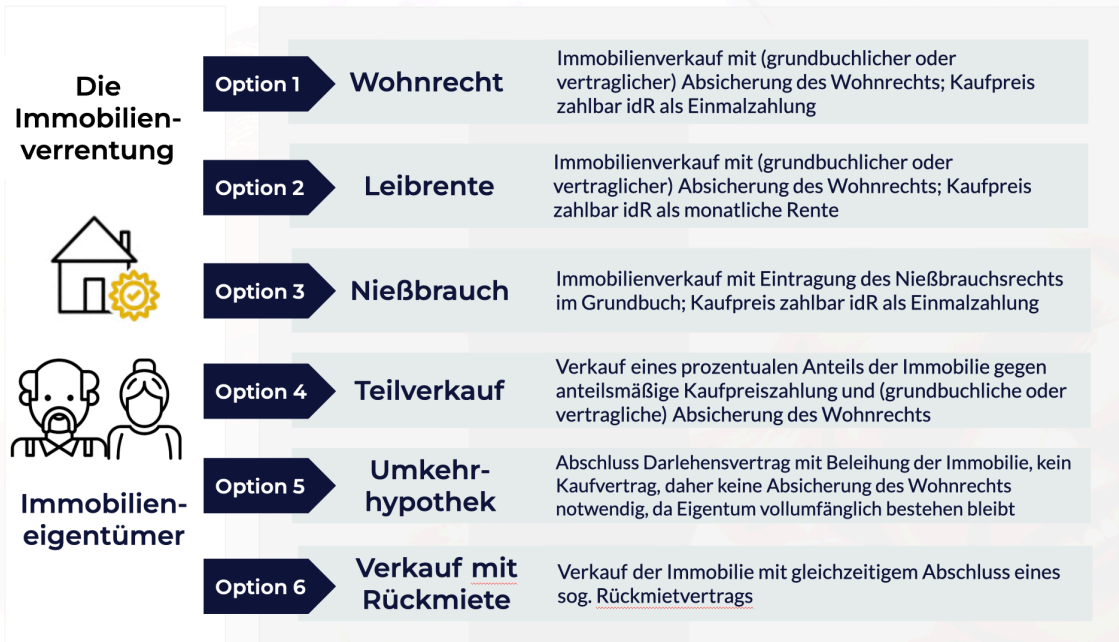 Die
Immobilien-
verrentung
Immobilien-
eigentümer
Option 1
Wohnrecht
Immobilienverkauf mit (grundbuchlicher oder
vertraglicher) Absicherung des Wohnrechts; Kaufpreis
zahlbar idR als Einmalzahlung
Option 2
Leibrente
Immobilienverkauf mit (grundbuchlicher oder
vertraglicher) Absicherung des Wohnrechts; Kaufpreis
zahlbar idR als monatliche Rente
Option 3
Nießbrauch
Immobilienverkauf mit Eintragung des Nießbrauchsrechts
im Grundbuch; Kaufpreis zahlbar idR als Einmalzahlung
Option 4
Teilverkauf
Verkauf eines prozentualen Anteils der Immobilie gegen
anteilsmäßige Kaufpreiszahlung und (grundbuchliche oder
vertragliche) Absicherung des Wohnrechts
Option 5
Umkehr-
hypothek
Abschluss Darlehensvertrag mit Beleihung der Immobilie, kein
Kaufvertrag, daher keine Absicherung des Wohnrechts
notwendig, da Eigentum vollumfänglich bestehen bleibt
Option 6
Verkauf mit
Rückmiete
Verkauf der Immobilie mit gleichzeitigem Abschluss eines
sog. Rückmietvertrags